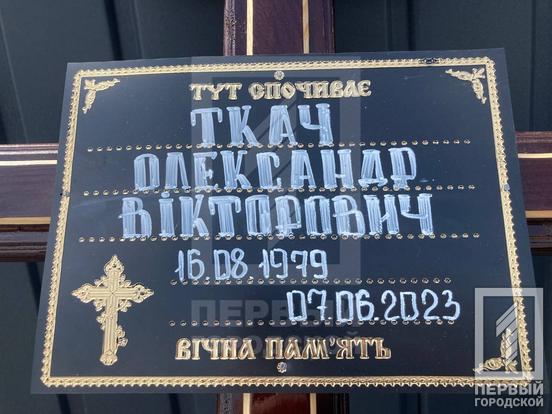 ТУТ СПОЧИВАЄ
ТКАЧ
ОЛЕКСАНДР
ВІКТОРОВИЧ
16.08.1979
07.06.2023
ВІЧНА ПАМ'ЯТЬ
ПЕРВЫЙ
ГОРОДСКОЙ